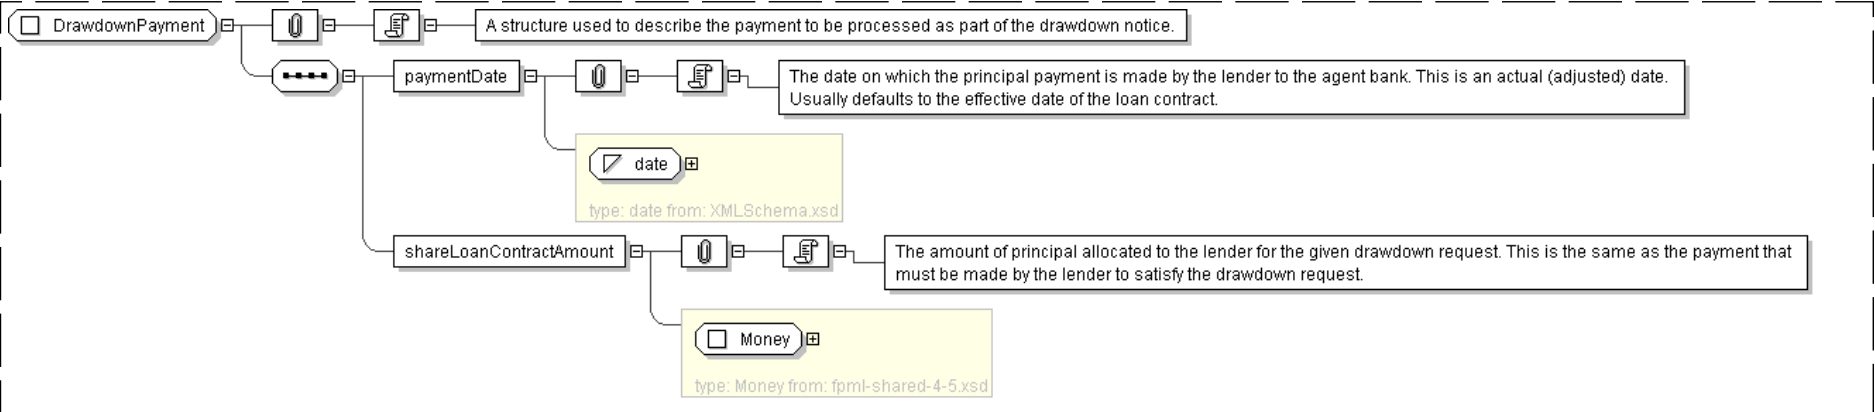 DrawdownPayment
A structure used to describe the payment to be processed as part of the drawdown notice.
paymentDate
The date on which the principal payment is made by the lender to the agent bank. This is an actual (adjusted) date.
Usually defaults to the effective date of the loan contract.
date
type: date from: XMLSchema.xsd
shareLoanContractAmount
The amount of principal allocated to the lender for the given drawdown request. This is the same as the payment that
must be made by the lender to satisfy the drawdown request.
Money
type: Money from: fpml-shared-4-5.xsd